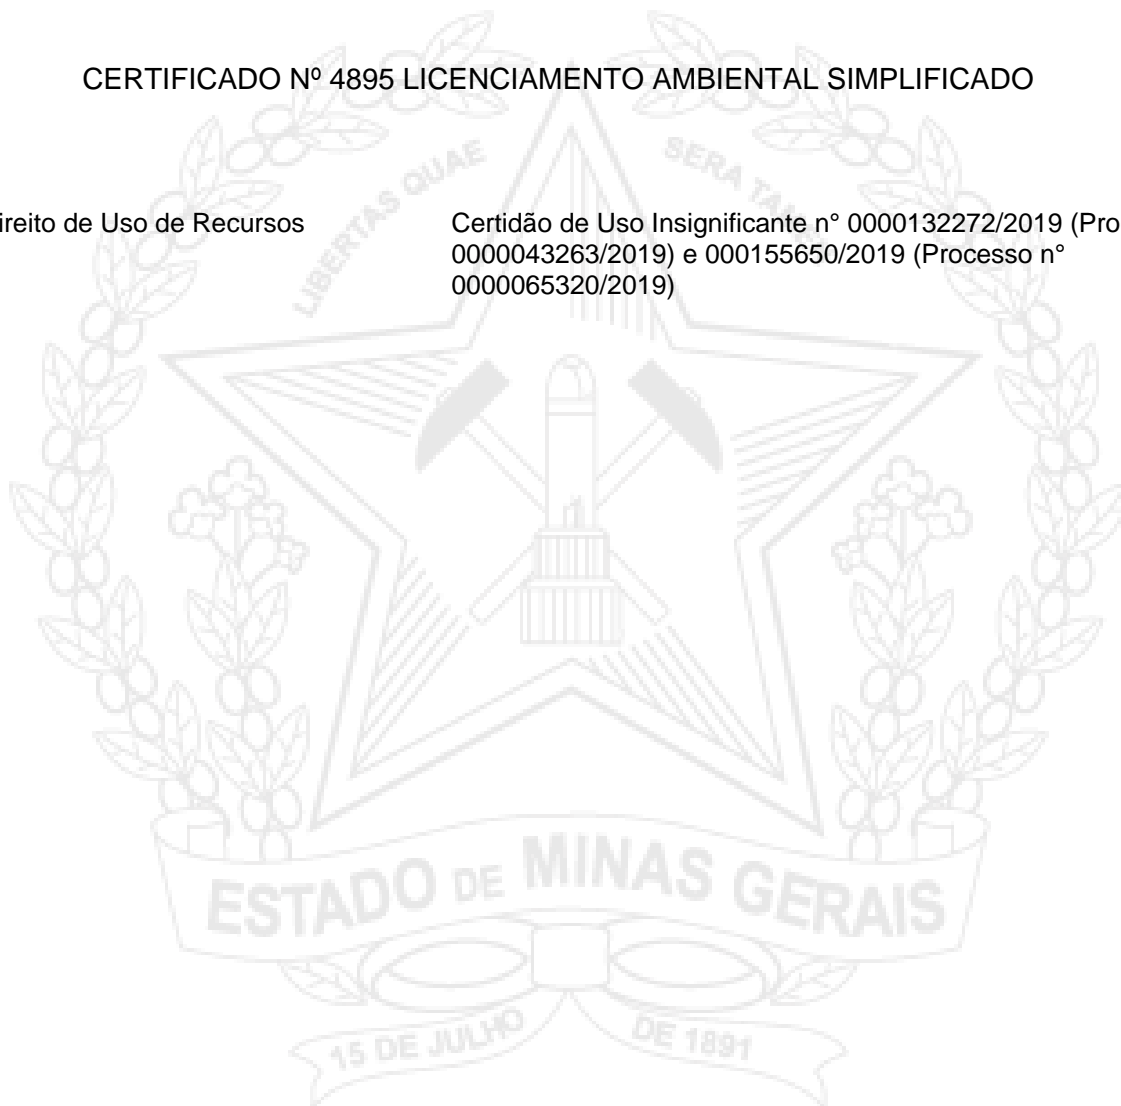 CERTIFICADO Nº 4895 LICENCIAMENTO AMBIENTAL SIMPLIFICADO
LIBERTAS QUAE SERA TAMEN
ireito de Uso de Recursos
Certidão de Uso Insignificante n° 0000132272/2019 (Pro
0000043263/2019) e 000155650/2019 (Processo n°
0000065320/2019)
ESTADO DE MINAS GERAIS
15 DE JULHO DE 1891